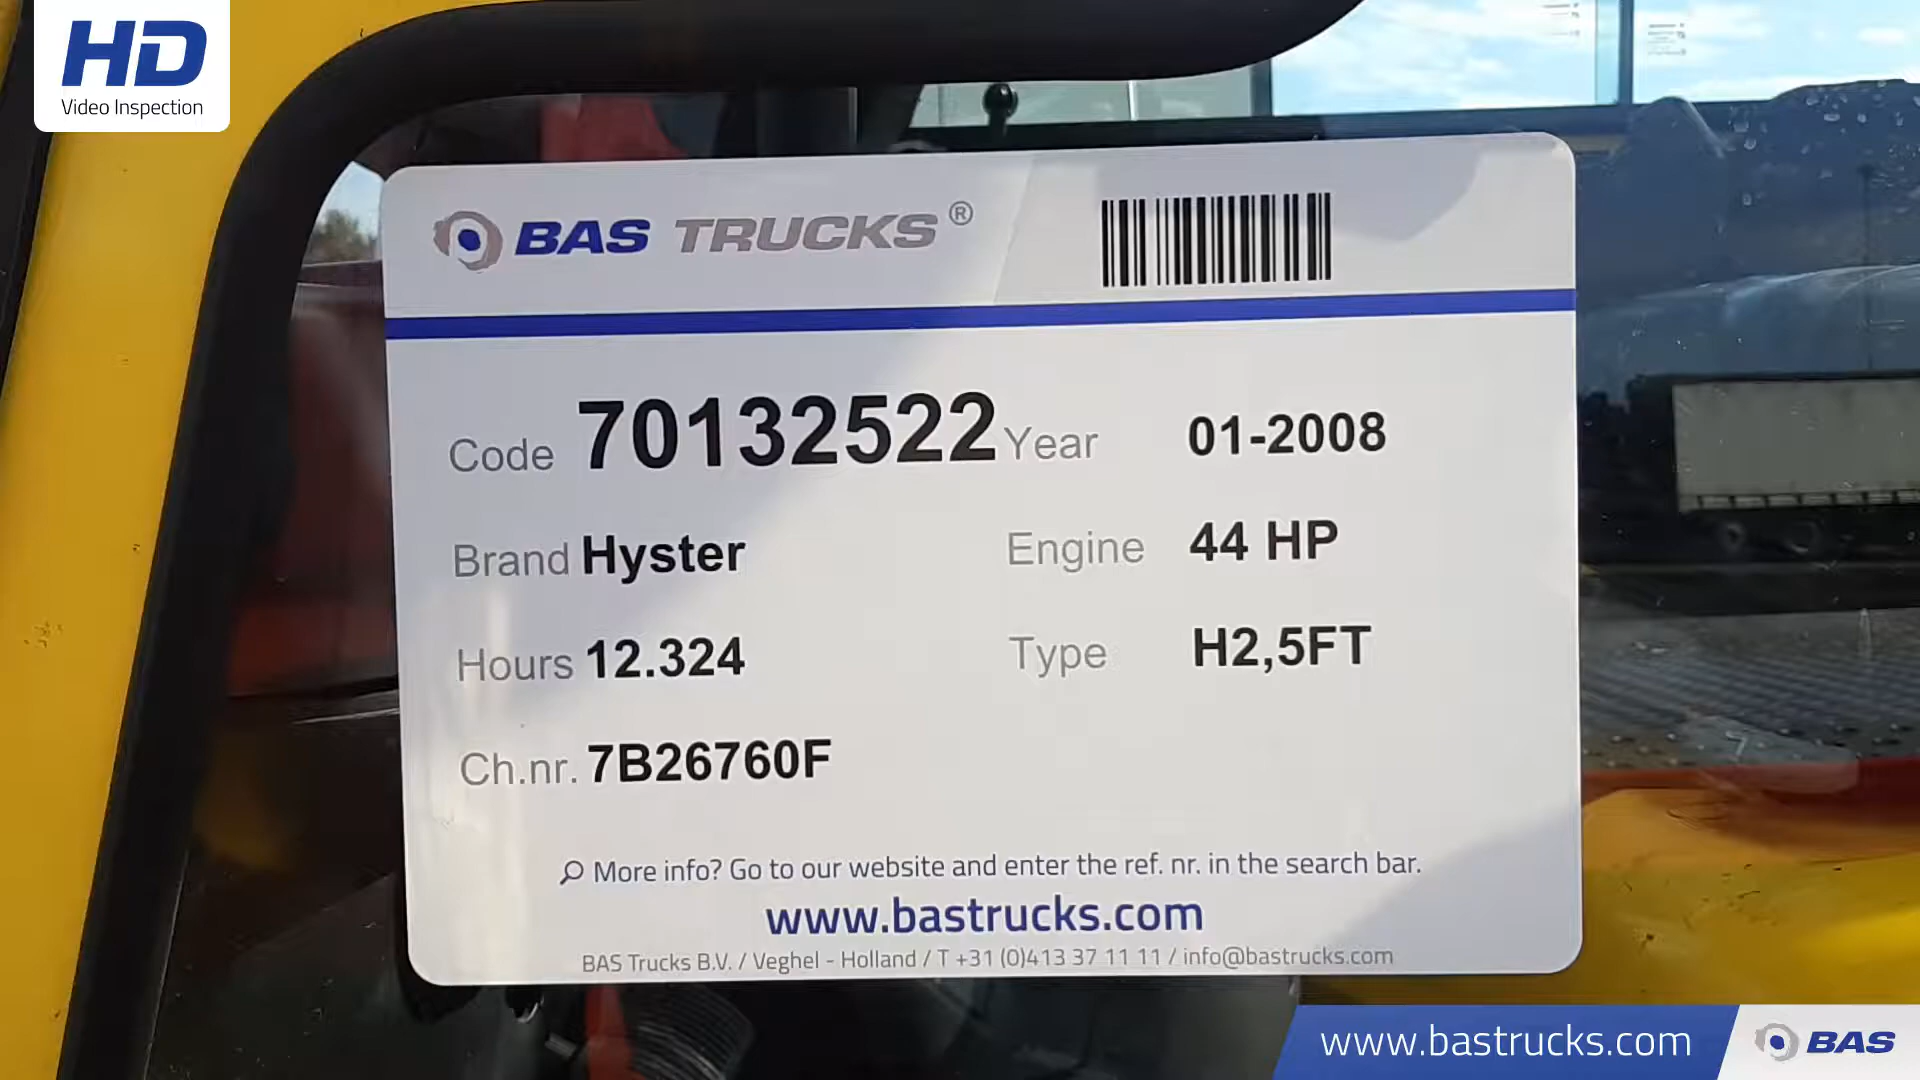 HD
Video Inspection
BAS TRUCKS®
Code 70132522 Year 01-2008
Brand Hyster Engine 44 HP
Hours 12.324 Type H2,5FT
Ch.nr. 7B26760F
More info? Go to our website and enter the ref. nr. in the search bar.
www.bastrucks.com
BAS Trucks B.V. / Veghel - Holland / T +31 (0)413 37 11 11 / info@bastrucks.com
www.bastrucks.com BAS